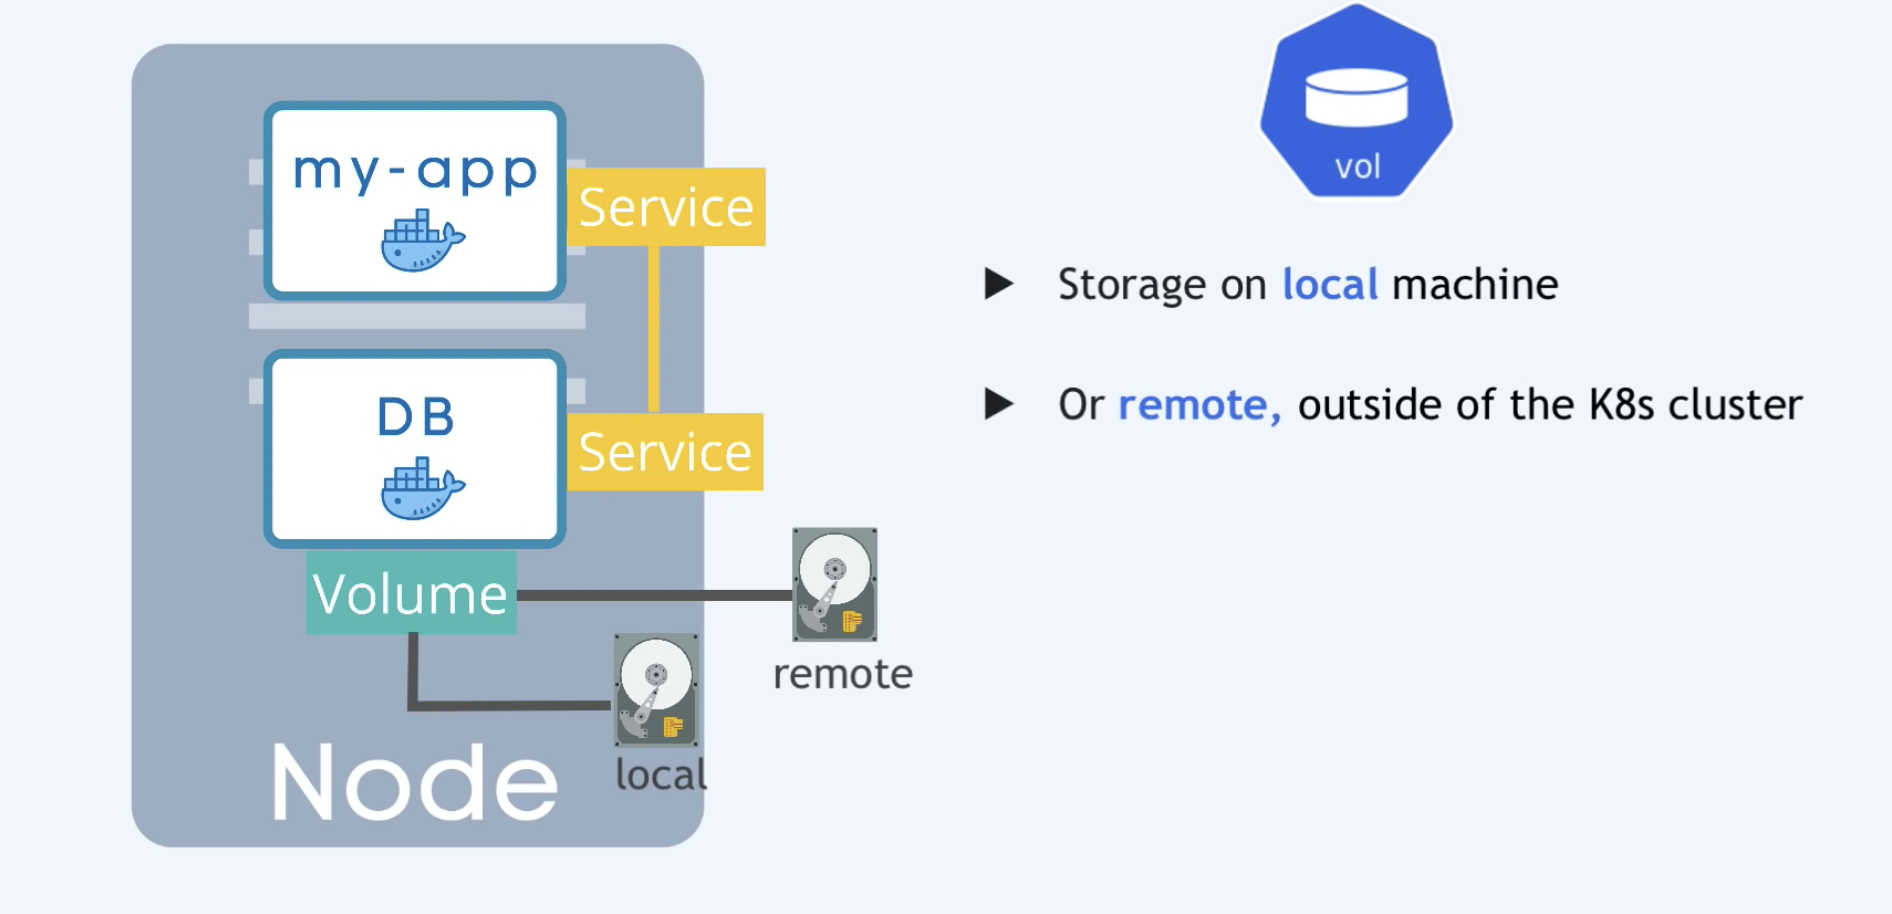 my-app
Service
DB
Service
Volume
remote
local
Node
vol
Storage on local machine
Or remote, outside of the K8s cluster